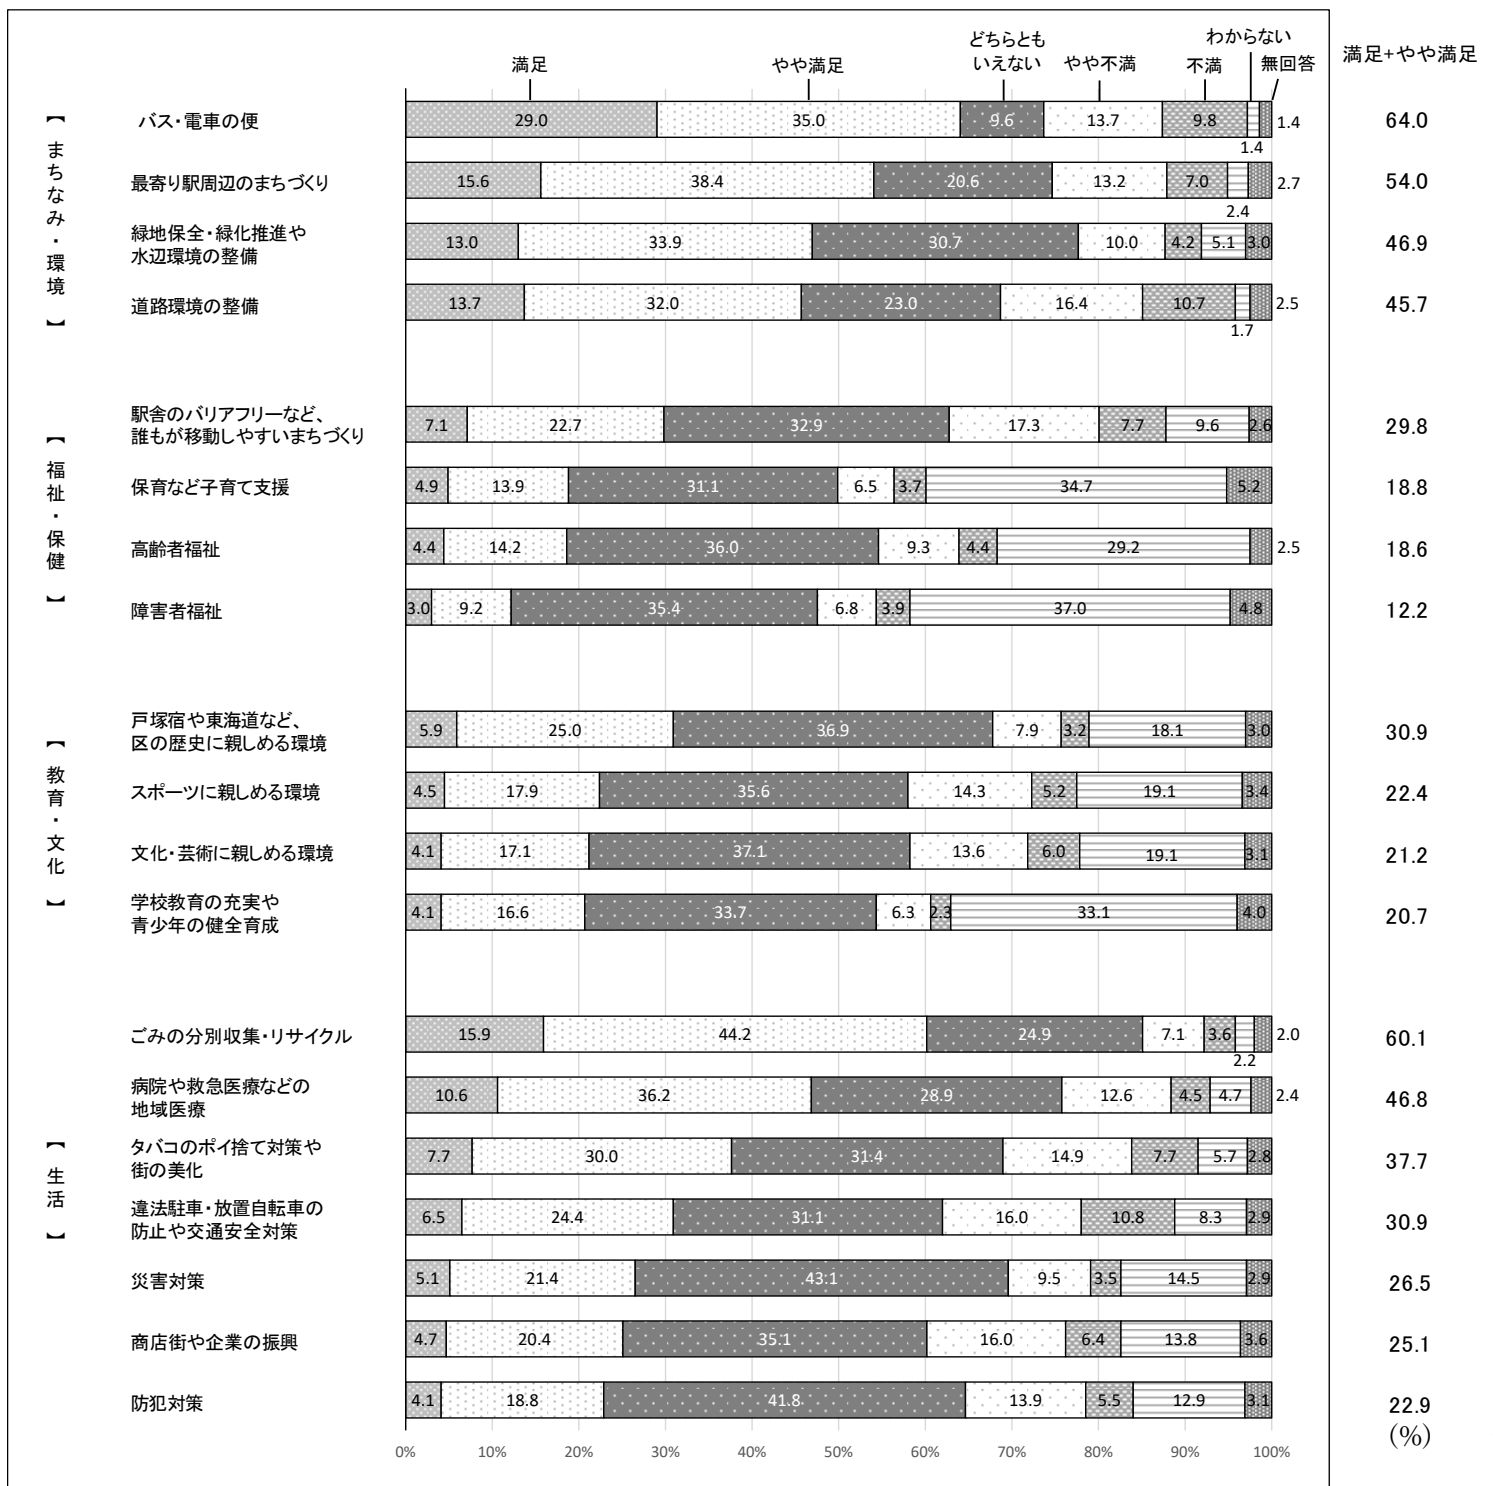 満足
やや満足
どちらとも
いえない
やや不満
不満
わからない
無回答
満足+やや満足
【まちなみ・環境】
バス・電車の便
29.0 35.0 9.6 13.7 9.8 1.4 1.4 64.0
最寄り駅周辺のまちづくり
15.6 38.4 20.6 13.2 7.0 2.4 2.7 54.0
緑地保全・緑化推進や
水辺環境の整備
13.0 33.9 30.7 10.0 4.2 5.1 3.0 46.9
道路環境の整備
13.7 32.0 23.0 16.4 10.7 1.7 2.5 45.7
【福祉・保健】
駅舎のバリアフリーなど、
誰もが移動しやすいまちづくり
7.1 22.7 32.9 17.3 7.7 9.6 2.6 29.8
保育など子育て支援
4.9 13.9 31.1 6.5 3.7 34.7 5.2 18.8
高齢者福祉
4.4 14.2 36.0 9.3 4.4 29.2 2.5 18.6
障害者福祉
3.0 9.2 35.4 6.8 3.9 37.0 4.8 12.2
【教育・文化】
戸塚宿や東海道など、
区の歴史に親しめる環境
5.9 25.0 36.9 7.9 3.2 18.1 3.0 30.9
スポーツに親しめる環境
4.5 17.9 35.6 14.3 5.2 19.1 3.4 22.4
文化・芸術に親しめる環境
4.1 17.1 37.1 13.6 6.0 19.1 3.1 21.2
学校教育の充実や
青少年の健全育成
4.1 16.6 33.7 6.3 2.3 33.1 4.0 20.7
【生活】
ごみの分別収集・リサイクル
15.9 44.2 24.9 7.1 3.6 2.2 2.0 60.1
病院や救急医療などの
地域医療
10.6 36.2 28.9 12.6 4.5 4.7 2.4 46.8
タバコのポイ捨て対策や
街の美化
7.7 30.0 31.4 14.9 7.7 5.7 2.8 37.7
違法駐車・放置自転車の
防止や交通安全対策
6.5 24.4 31.1 16.0 10.8 8.3 2.9 30.9
災害対策
5.1 21.4 43.1 9.5 3.5 14.5 2.9 26.5
商店街や企業の振興
4.7 20.4 35.1 16.0 6.4 13.8 3.6 25.1
防犯対策
4.1 18.8 41.8 13.9 5.5 12.9 3.1 22.9
(%)
0% 10% 20% 30% 40% 50% 60% 70% 80% 90% 100%